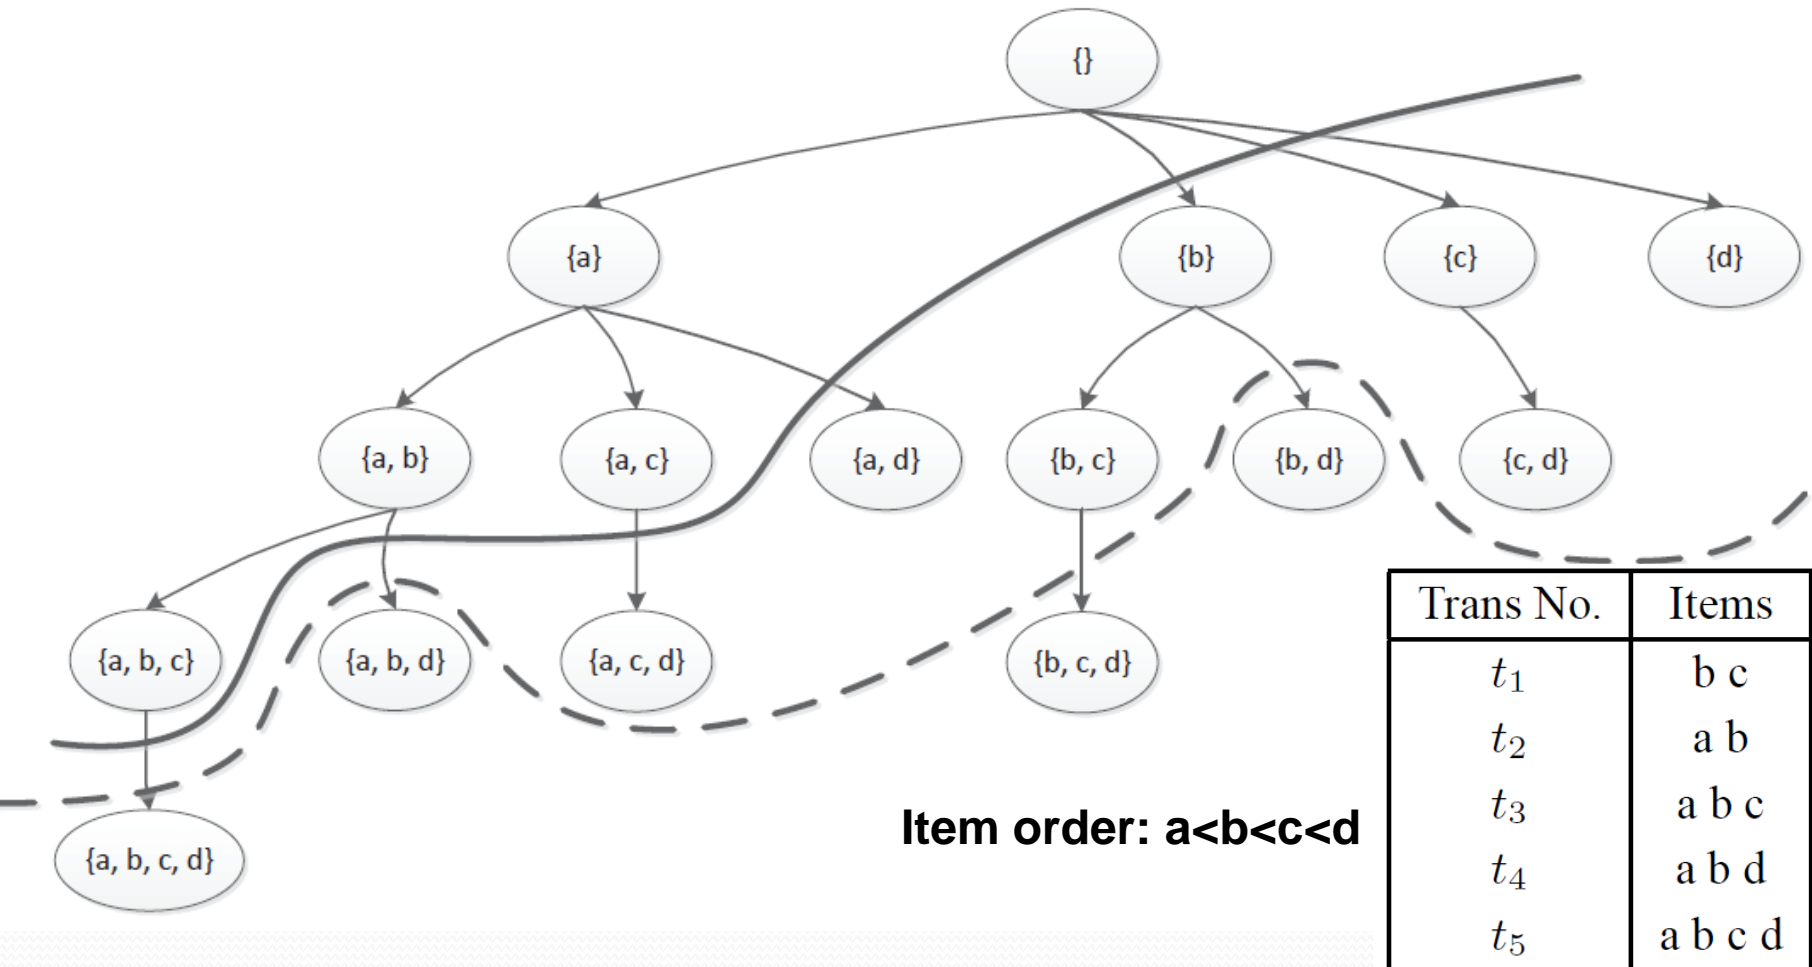 {}
{a}
{b}
{c}
{d}
{a, b}
{a, c}
{a, d}
{b, c}
{b, d}
{c, d}
{a, b, c}
{a, b, d}
{a, c, d}
{b, c, d}
{a, b, c, d}
Item order: a<b<c<d
Trans No. Items
t1 b c
t2 a b
t3 a b c
t4 a b d
t5 a b c d